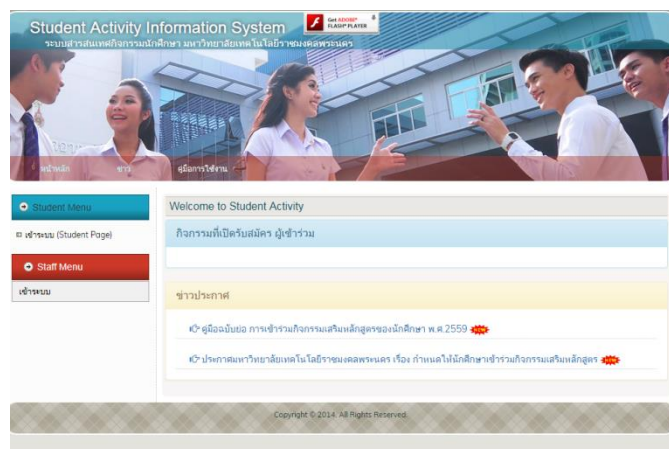 Student Activity Information System
Get ADOBE® FLASH® PLAYER
ระบบสารสนเทศกิจกรรมนักศึกษา มหาวิทยาลัยเทคโนโลยีราชมงคลพระนคร
หน้าหลัก ข่าว คู่มือการใช้งาน
Student Menu
Welcome to Student Activity
เข้าระบบ (Student Page)
กิจกรรมที่เปิดรับสมัคร ผู้เข้าร่วม
Staff Menu
เข้าระบบ
ข่าวประกาศ
คู่มือฉบับย่อ การเข้าร่วมกิจกรรมเสริมหลักสูตรของนักศึกษา พ.ศ.2559 NEW
ประกาศมหาวิทยาลัยเทคโนโลยีราชมงคลพระนคร เรื่อง กำหนดให้นักศึกษาเข้าร่วมกิจกรรมเสริมหลักสูตร NEW
Copyright © 2014. All Rights Reserved.